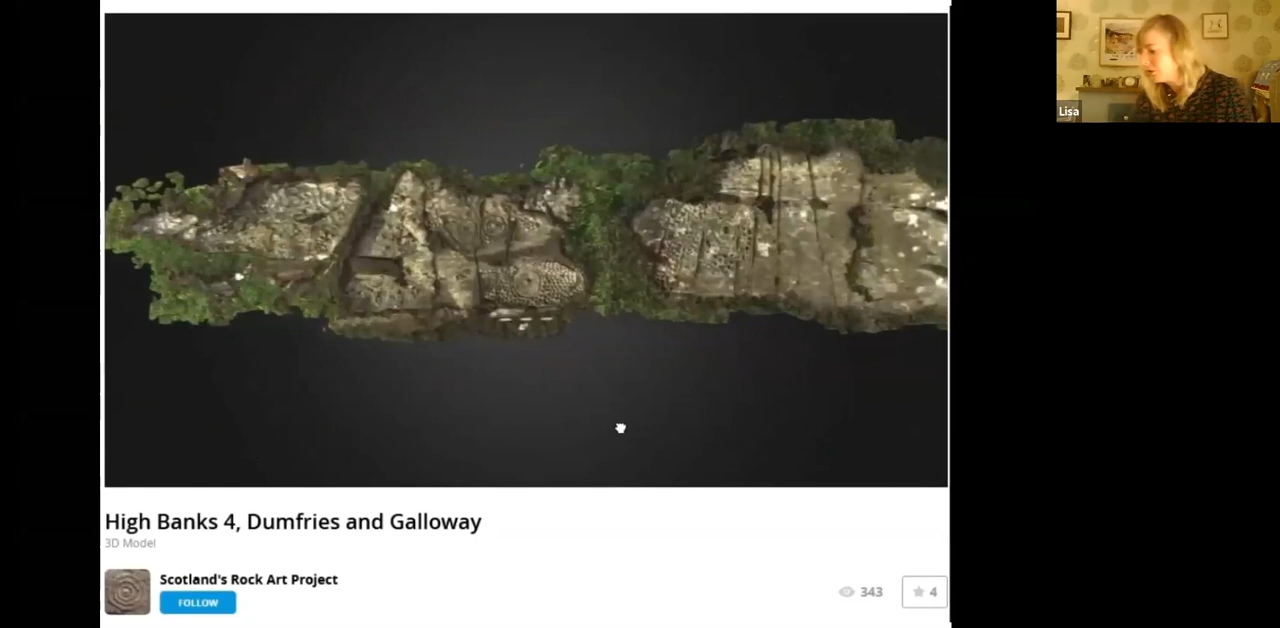 Lisa
High Banks 4, Dumfries and Galloway
3D Model
Scotland's Rock Art Project
FOLLOW
343
4